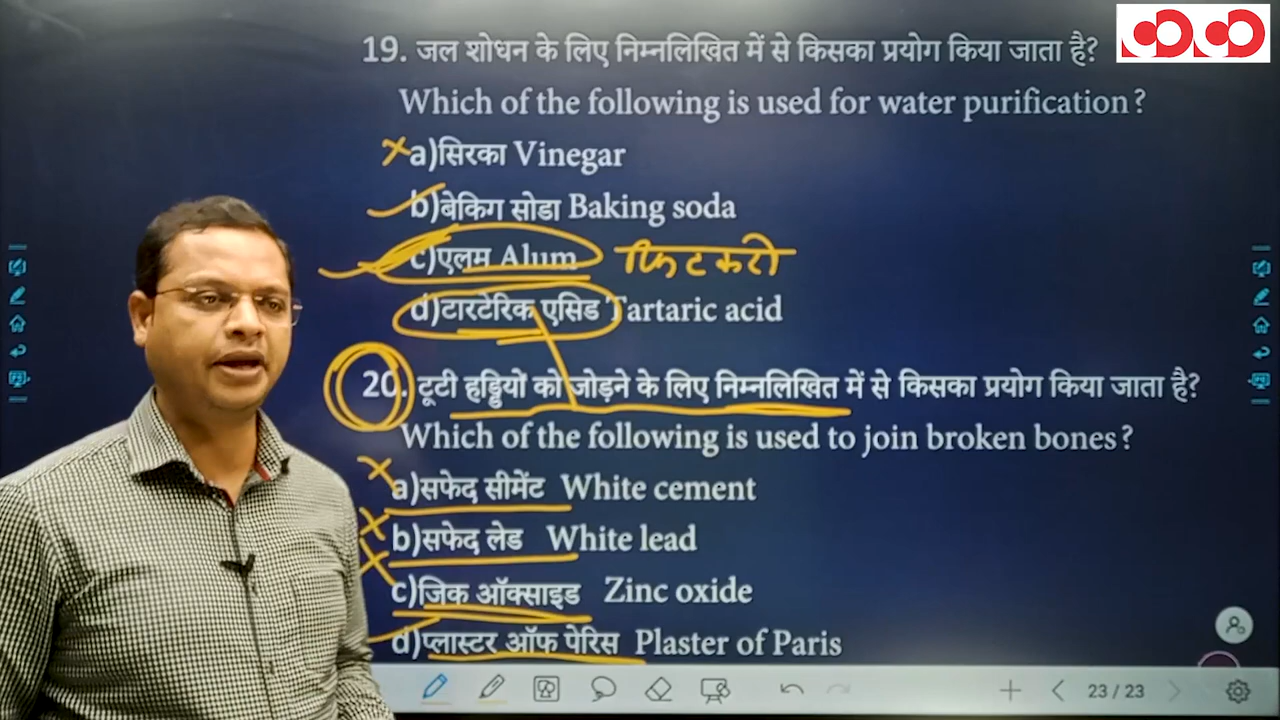 19. जल शोधन के लिए निम्नलिखित में से किसका प्रयोग किया जाता है?
Which of the following is used for water purification?
a)सिरका Vinegar
b)बेकिग सोडा Baking soda
c)एलम Alum फिटकरी
d)टारटेरिक एसिड Tartaric acid
20. टूटी हड्डियों को जोड़ने के लिए निम्नलिखित में से किसका प्रयोग किया जाता है?
Which of the following is used to join broken bones?
a)सफेद सीमेंट White cement
b)सफेद लेड White lead
c)जिक ऑक्साइड Zinc oxide
d)प्लास्टर ऑफ पेरिस Plaster of Paris
23/23